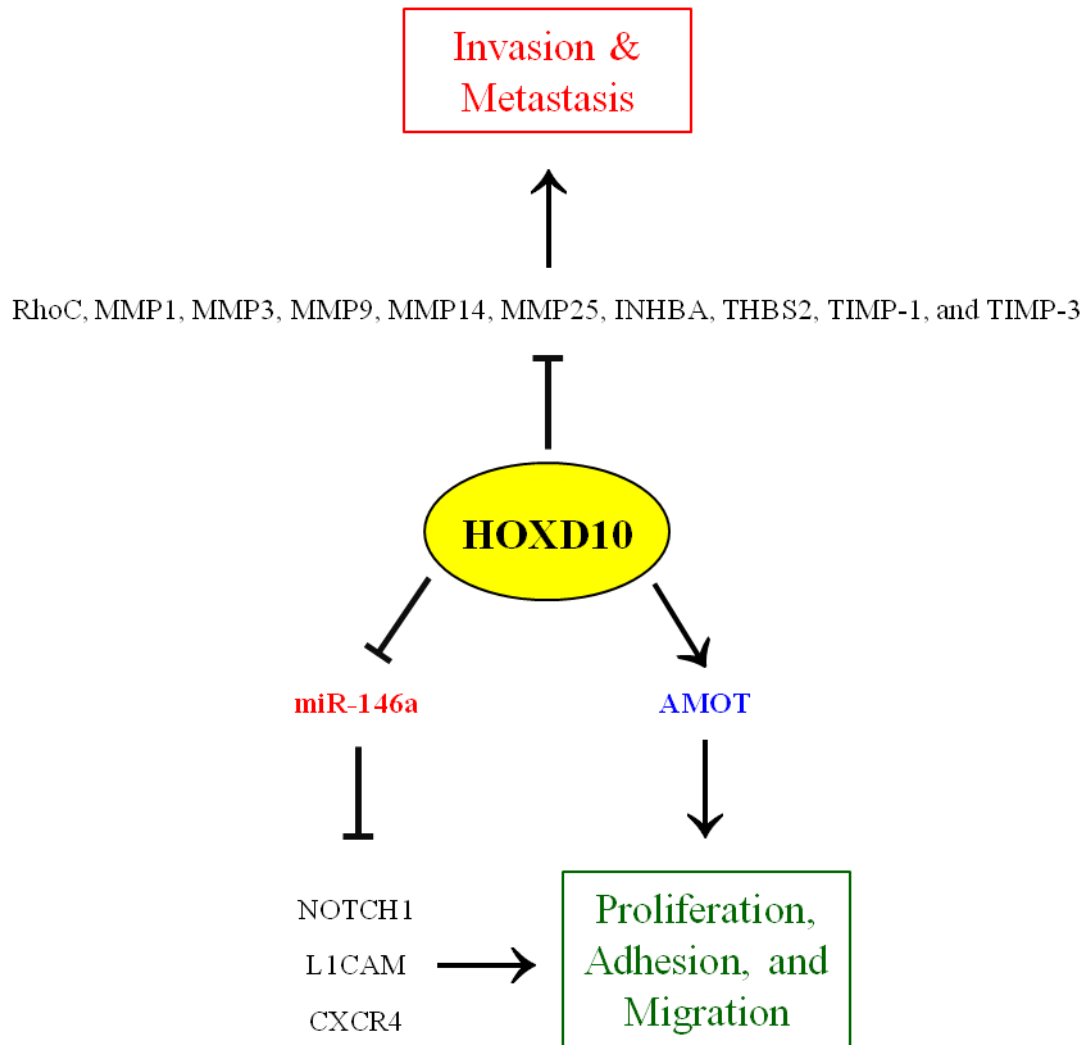 Invasion &
Metastasis
RhoC, MMP1, MMP3, MMP9, MMP14, MMP25, INHBA, THBS2, TIMP-1, and TIMP-3
HOXD10
miR-146a
AMOT
NOTCH1
L1CAM
CXCR4
Proliferation,
Adhesion, and
Migration